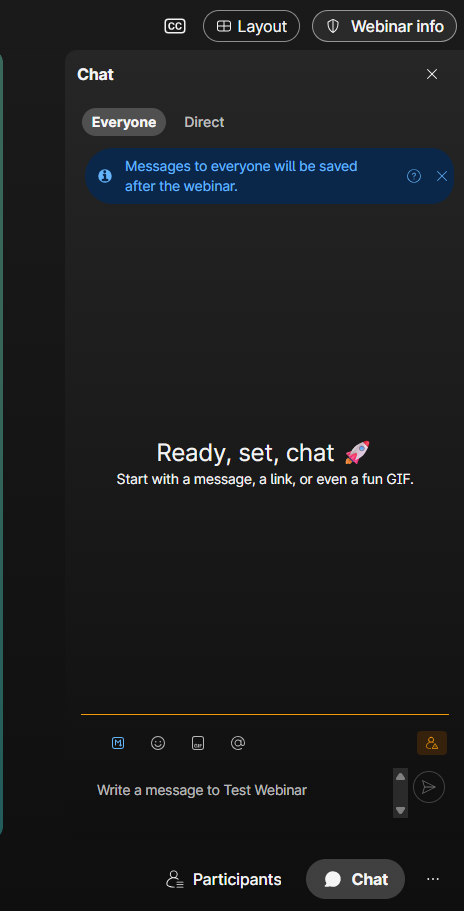 CC
Layout
Webinar info
Chat
Everyone
Direct
Messages to everyone will be saved
after the webinar.
Ready, set, chat 🚀
Start with a message, a link, or even a fun GIF.
M
GIF
@
Write a message to Test Webinar
Participants
Chat
...